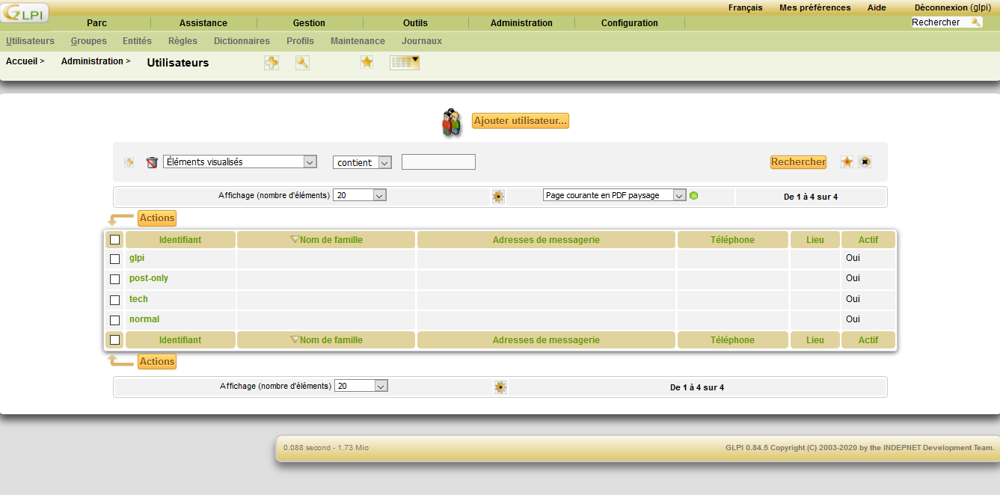 GLPI
Français Mes préférences Aide Déconnexion (glpi)
Parc Assistance Gestion Outils Administration Configuration
Rechercher
Utilisateurs Groupes Entités Règles Dictionnaires Profils Maintenance Journaux
Accueil > Administration > Utilisateurs
Ajouter utilisateur...
Éléments visualisés contient Rechercher
Affichage (nombre d'éléments) 20 Page courante en PDF paysage De 1 à 4 sur 4
Actions
Identifiant Nom de famille Adresses de messagerie Téléphone Lieu Actif
glpi Oui
post-only Oui
tech Oui
normal Oui
Identifiant Nom de famille Adresses de messagerie Téléphone Lieu Actif
Actions
Affichage (nombre d'éléments) 20 De 1 à 4 sur 4
0.088 second - 1.73 Mio GLPI 0.84.5 Copyright (C) 2003-2020 by the INDEPNET Development Team.